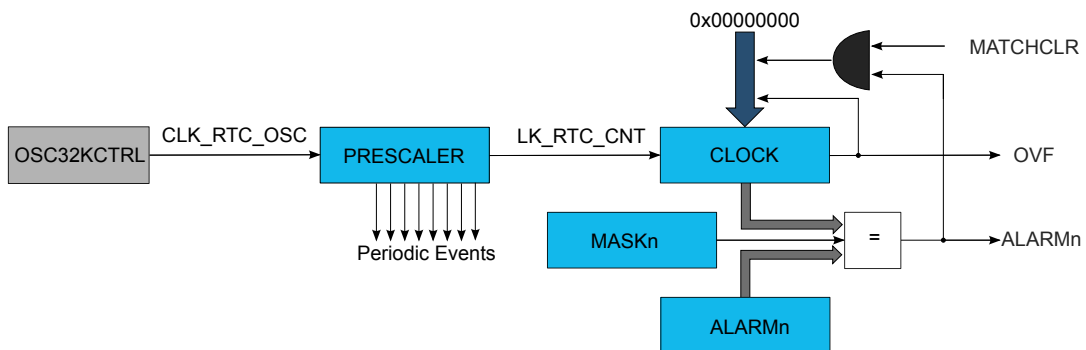 0x00000000
MATCHCLR
CLK_RTC_OSC
LK_RTC_CNT
OSC32KCTRL
PRESCALER
CLOCK
OVF
Periodic Events
MASKn
=
ALARMn
ALARMn